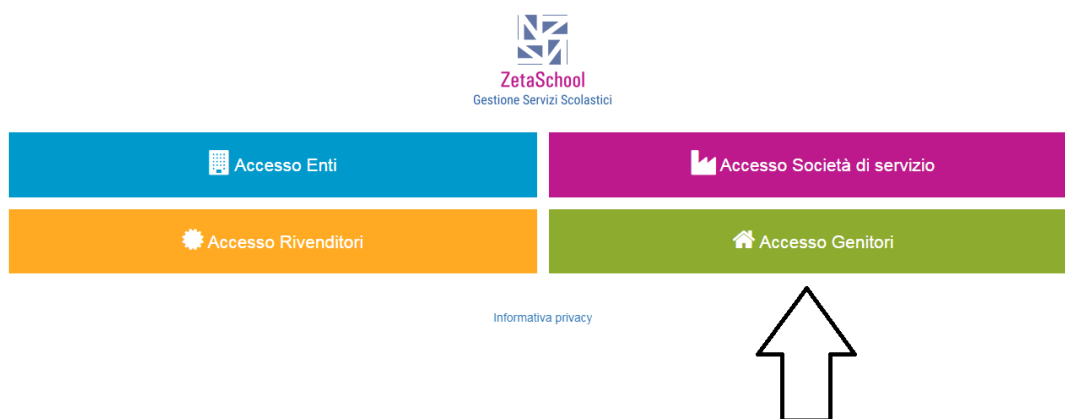 ZetaSchool
Gestione Servizi Scolastici
Accesso Enti
Accesso Società di servizio
Accesso Rivenditori
Accesso Genitori
Informativa privacy